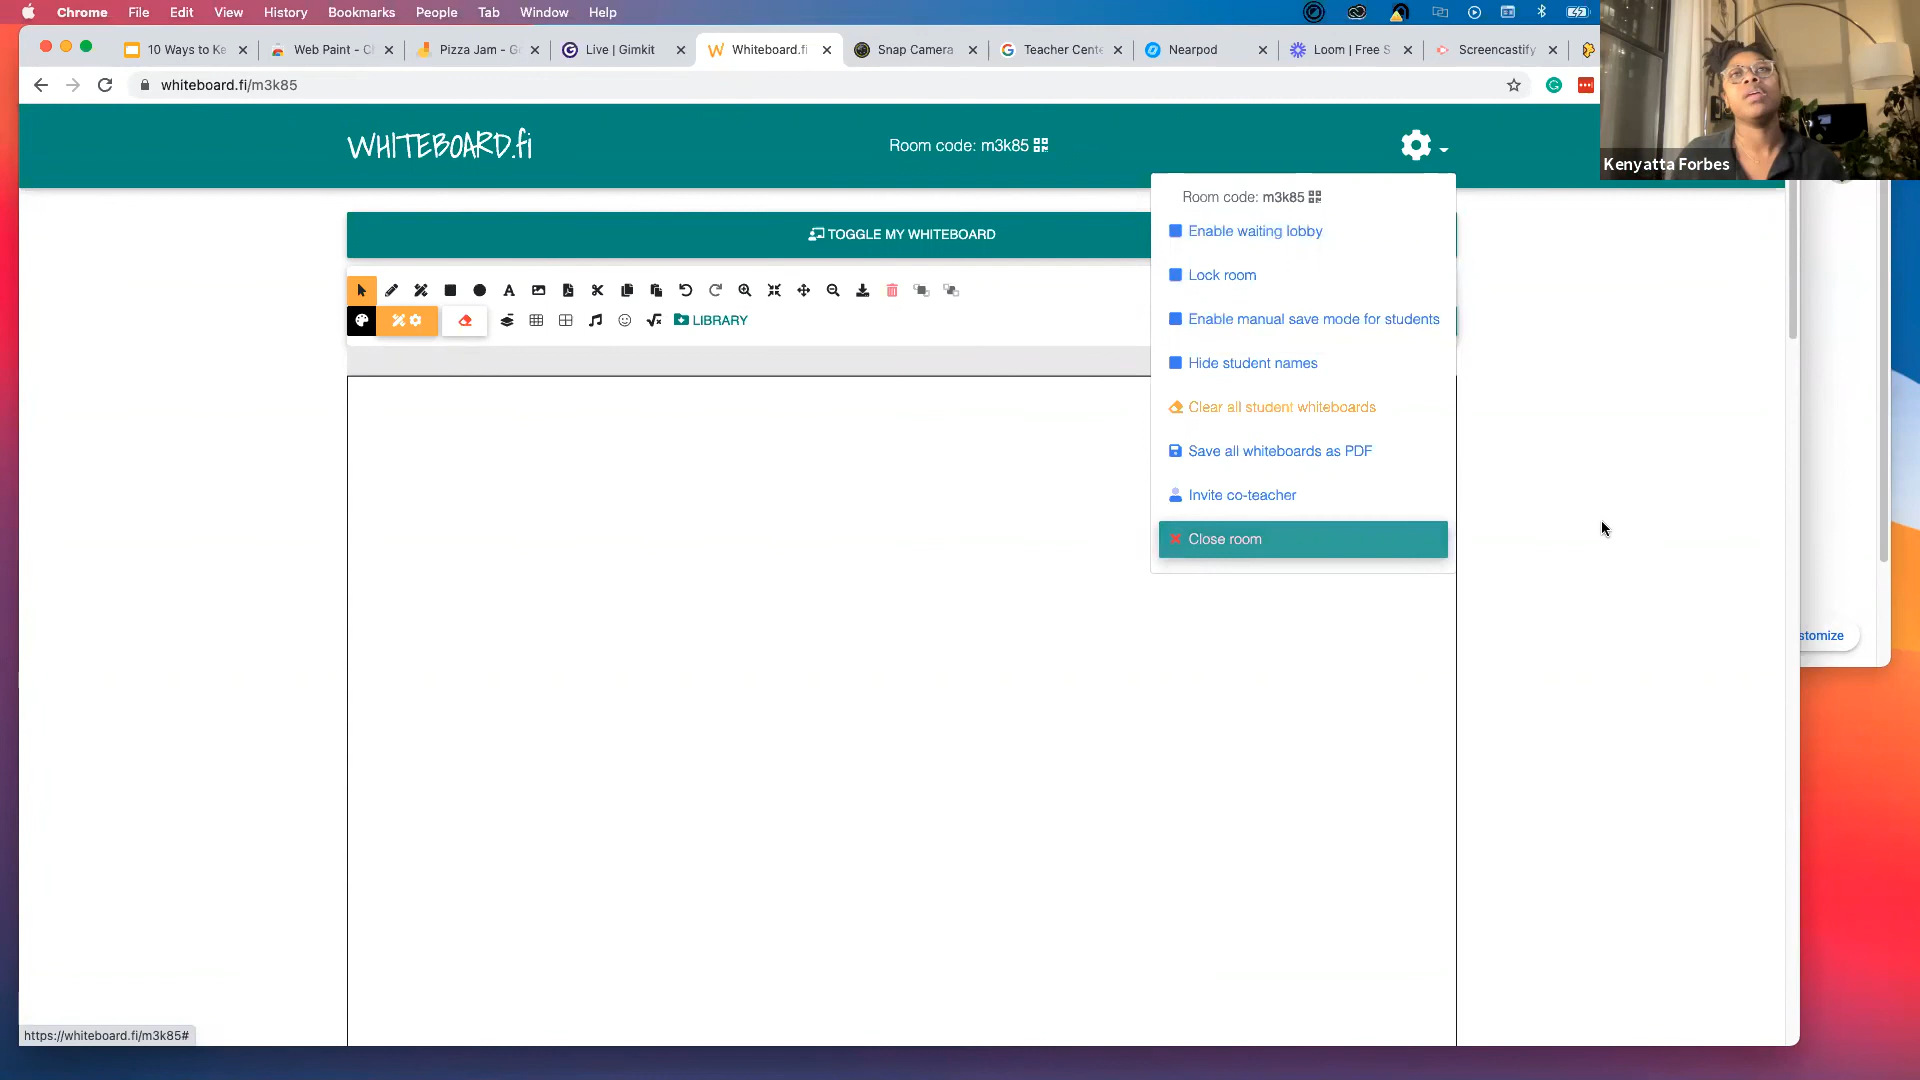 Chrome File Edit View History Bookmarks People Tab Window Help
10 Ways to Ke
Web Paint - C
Pizza Jam - G
Live | Gimkit
Whiteboard.fi
Snap Camera
Teacher Cent
Nearpod
Loom | Free S
Screencastify
whiteboard.fi/m3k85
WHITEBOARD.fi
Room code: m3k85
Kenyatta Forbes
Room code: m3k85
TOGGLE MY WHITEBOARD
Enable waiting lobby
Lock room
LIBRARY
Enable manual save mode for students
Hide student names
Clear all student whiteboards
Save all whiteboards as PDF
Invite co-teacher
Close room
stomize
https://whiteboard.fi/m3k85#